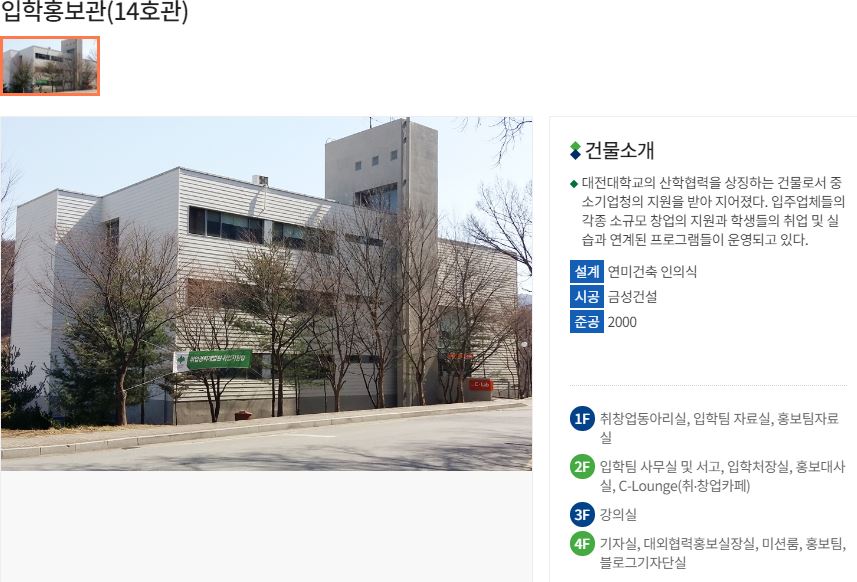 입학홍보관(14호관)
건물소개
대전대학교의 산학협력을 상징하는 건물로서 중
소기업청의 지원을 받아 지어졌다. 입주업체들의
각종 소규모 창업의 지원과 학생들의 취업 및 실
습과 연계된 프로그램들이 운영되고 있다.
설계 연미건축 인의식
시공 금성건설
준공 2000
C-Lab
1F 취창업동아리실, 입학팀 자료실, 홍보팀자료
실
2F 입학팀 사무실 및 서고, 입학처장실, 홍보대사
실, C-Lounge(취·창업카페)
3F 강의실
4F 기자실, 대외협력홍보실장실, 미션룸, 홍보팀,
블로그기자단실